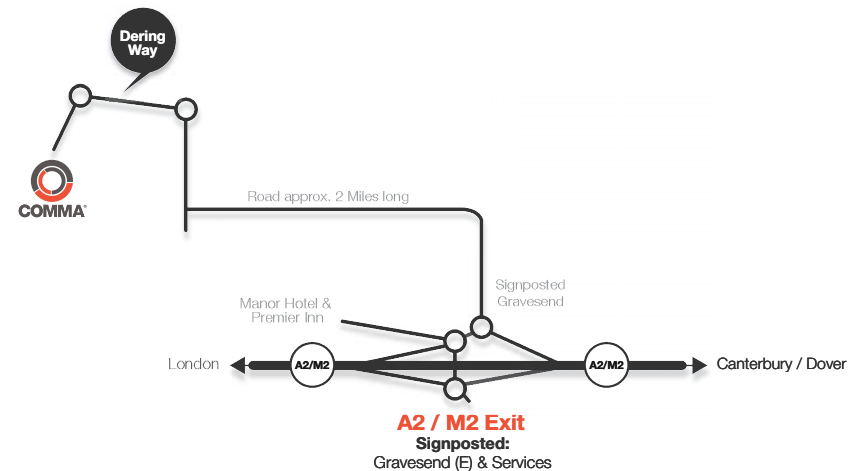 Dering
Way
COMMA®
Road approx. 2 Miles long
Signposted
Gravesend
Manor Hotel &
Premier Inn
London
A2/M2
A2/M2
Canterbury / Dover
A2 / M2 Exit
Signposted:
Gravesend (E) & Services